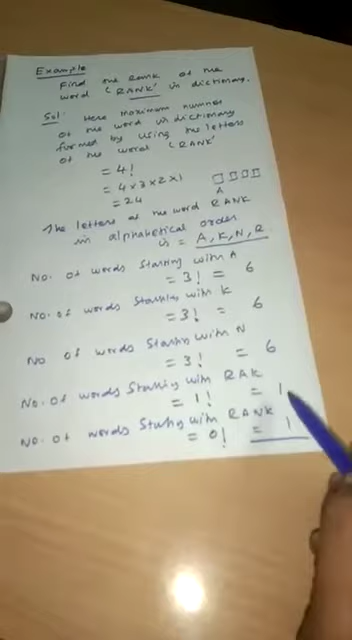 Example
Find the Rank of the
word 'RANK' in dictionary.
Sol: Here maximum number
of the word in dictionary
formed by using the letters
of the word 'RANK'
= 4!
= 4×3×2×1
= 24
A
The letters of the word RANK
in alphabetical order
is = A, K, N, R
No. of words starting with A
= 3! = 6
No. of words starting with K
= 3! = 6
No of words starting with N
= 3! = 6
No. of words starting with RAK
= 1! = 1
No. of words starting with RANK
= 0! = 1